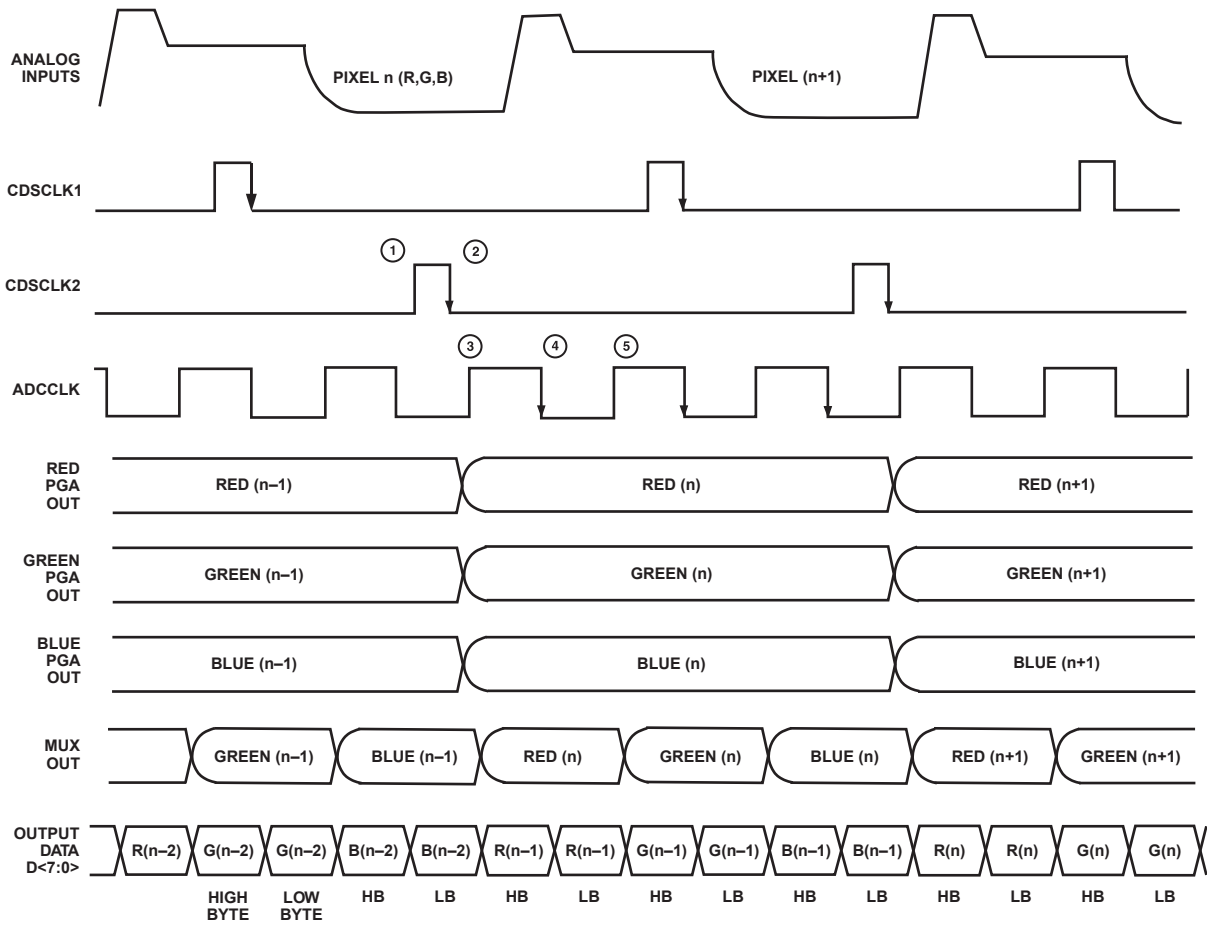 ANALOG
INPUTS
PIXEL n (R,G,B)
PIXEL (n+1)
CDSCLK1
1
2
CDSCLK2
3
4
5
ADCCLK
RED
PGA
OUT
RED (n–1)
RED (n)
RED (n+1)
GREEN
PGA
OUT
GREEN (n–1)
GREEN (n)
GREEN (n+1)
BLUE
PGA
OUT
BLUE (n–1)
BLUE (n)
BLUE (n+1)
MUX
OUT
GREEN (n–1)
BLUE (n–1)
RED (n)
GREEN (n)
BLUE (n)
RED (n+1)
GREEN (n+1)
OUTPUT
DATA
D<7:0>
R(n–2)
G(n–2)
G(n–2)
B(n–2)
B(n–2)
R(n–1)
R(n–1)
G(n–1)
G(n–1)
B(n–1)
B(n–1)
R(n)
R(n)
G(n)
G(n)
HIGH
BYTE
LOW
BYTE
HB
LB
HB
LB
HB
LB
HB
LB
HB
LB
HB
LB